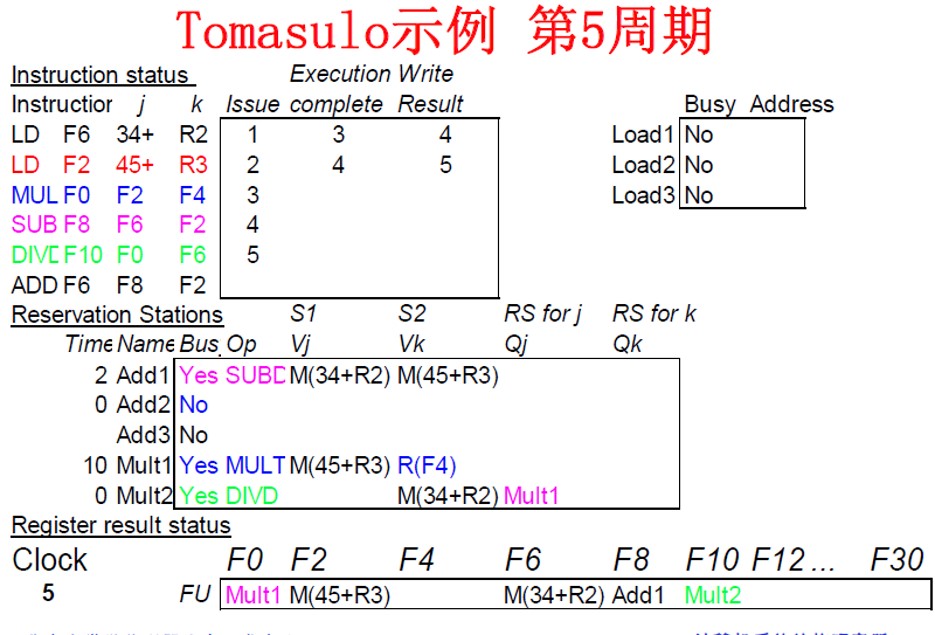 Tomasulo示例 第5周期
Instruction status Execution Write
Instruction j k Issue complete Result Busy Address
LD F6 34+ R2 1 3 4 Load1 No
LD F2 45+ R3 2 4 5 Load2 No
MUL F0 F2 F4 3 Load3 No
SUB F8 F6 F2 4
DIVD F10 F0 F6 5
ADD F6 F8 F2
Reservation Stations S1 S2 RS for j RS for k
Time Name Bus Op Vj Vk Qj Qk
2 Add1 Yes SUBD M(34+R2) M(45+R3)
0 Add2 No
Add3 No
10 Mult1 Yes MULT M(45+R3) R(F4)
0 Mult2 Yes DIVD M(34+R2) Mult1
Register result status
Clock F0 F2 F4 F6 F8 F10 F12... F30
5 FU Mult1 M(45+R3) M(34+R2) Add1 Mult2